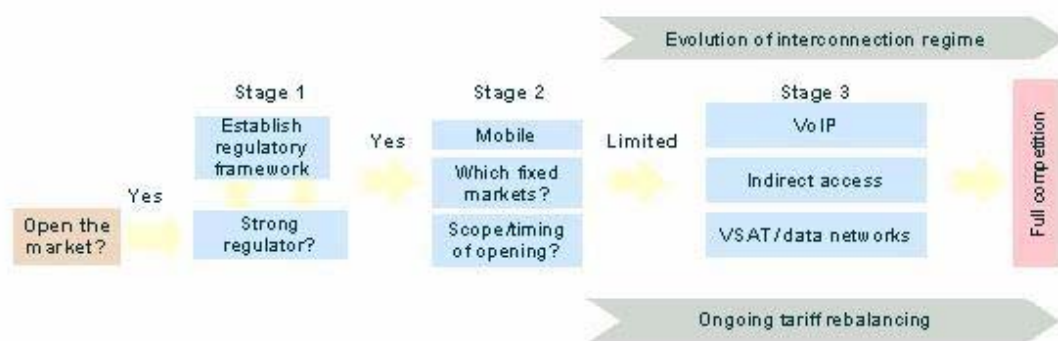 Evolution of interconnection regime
Stage 1
Stage 2
Stage 3
Establish
regulatory
framework
Yes
Mobile
Limited
VoIP
Which fixed
markets?
Indirect access
Full competition
Yes
Open the
market?
Strong
regulator?
Scope/timing
of opening?
VSAT/data networks
Ongoing tariff rebalancing